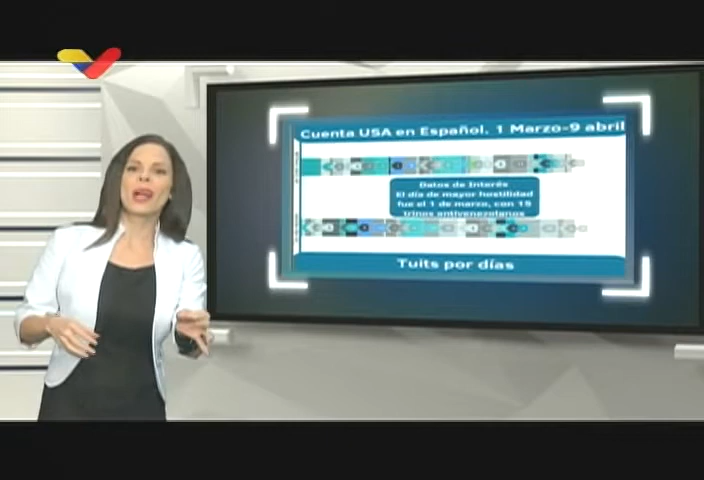 Cuenta USA en Español. 1 Marzo-9 abril
Datos de Interés
El día de mayor hostilidad
fue el 1 de marzo, con 15
trinos antivenezolanos
Tuits por días